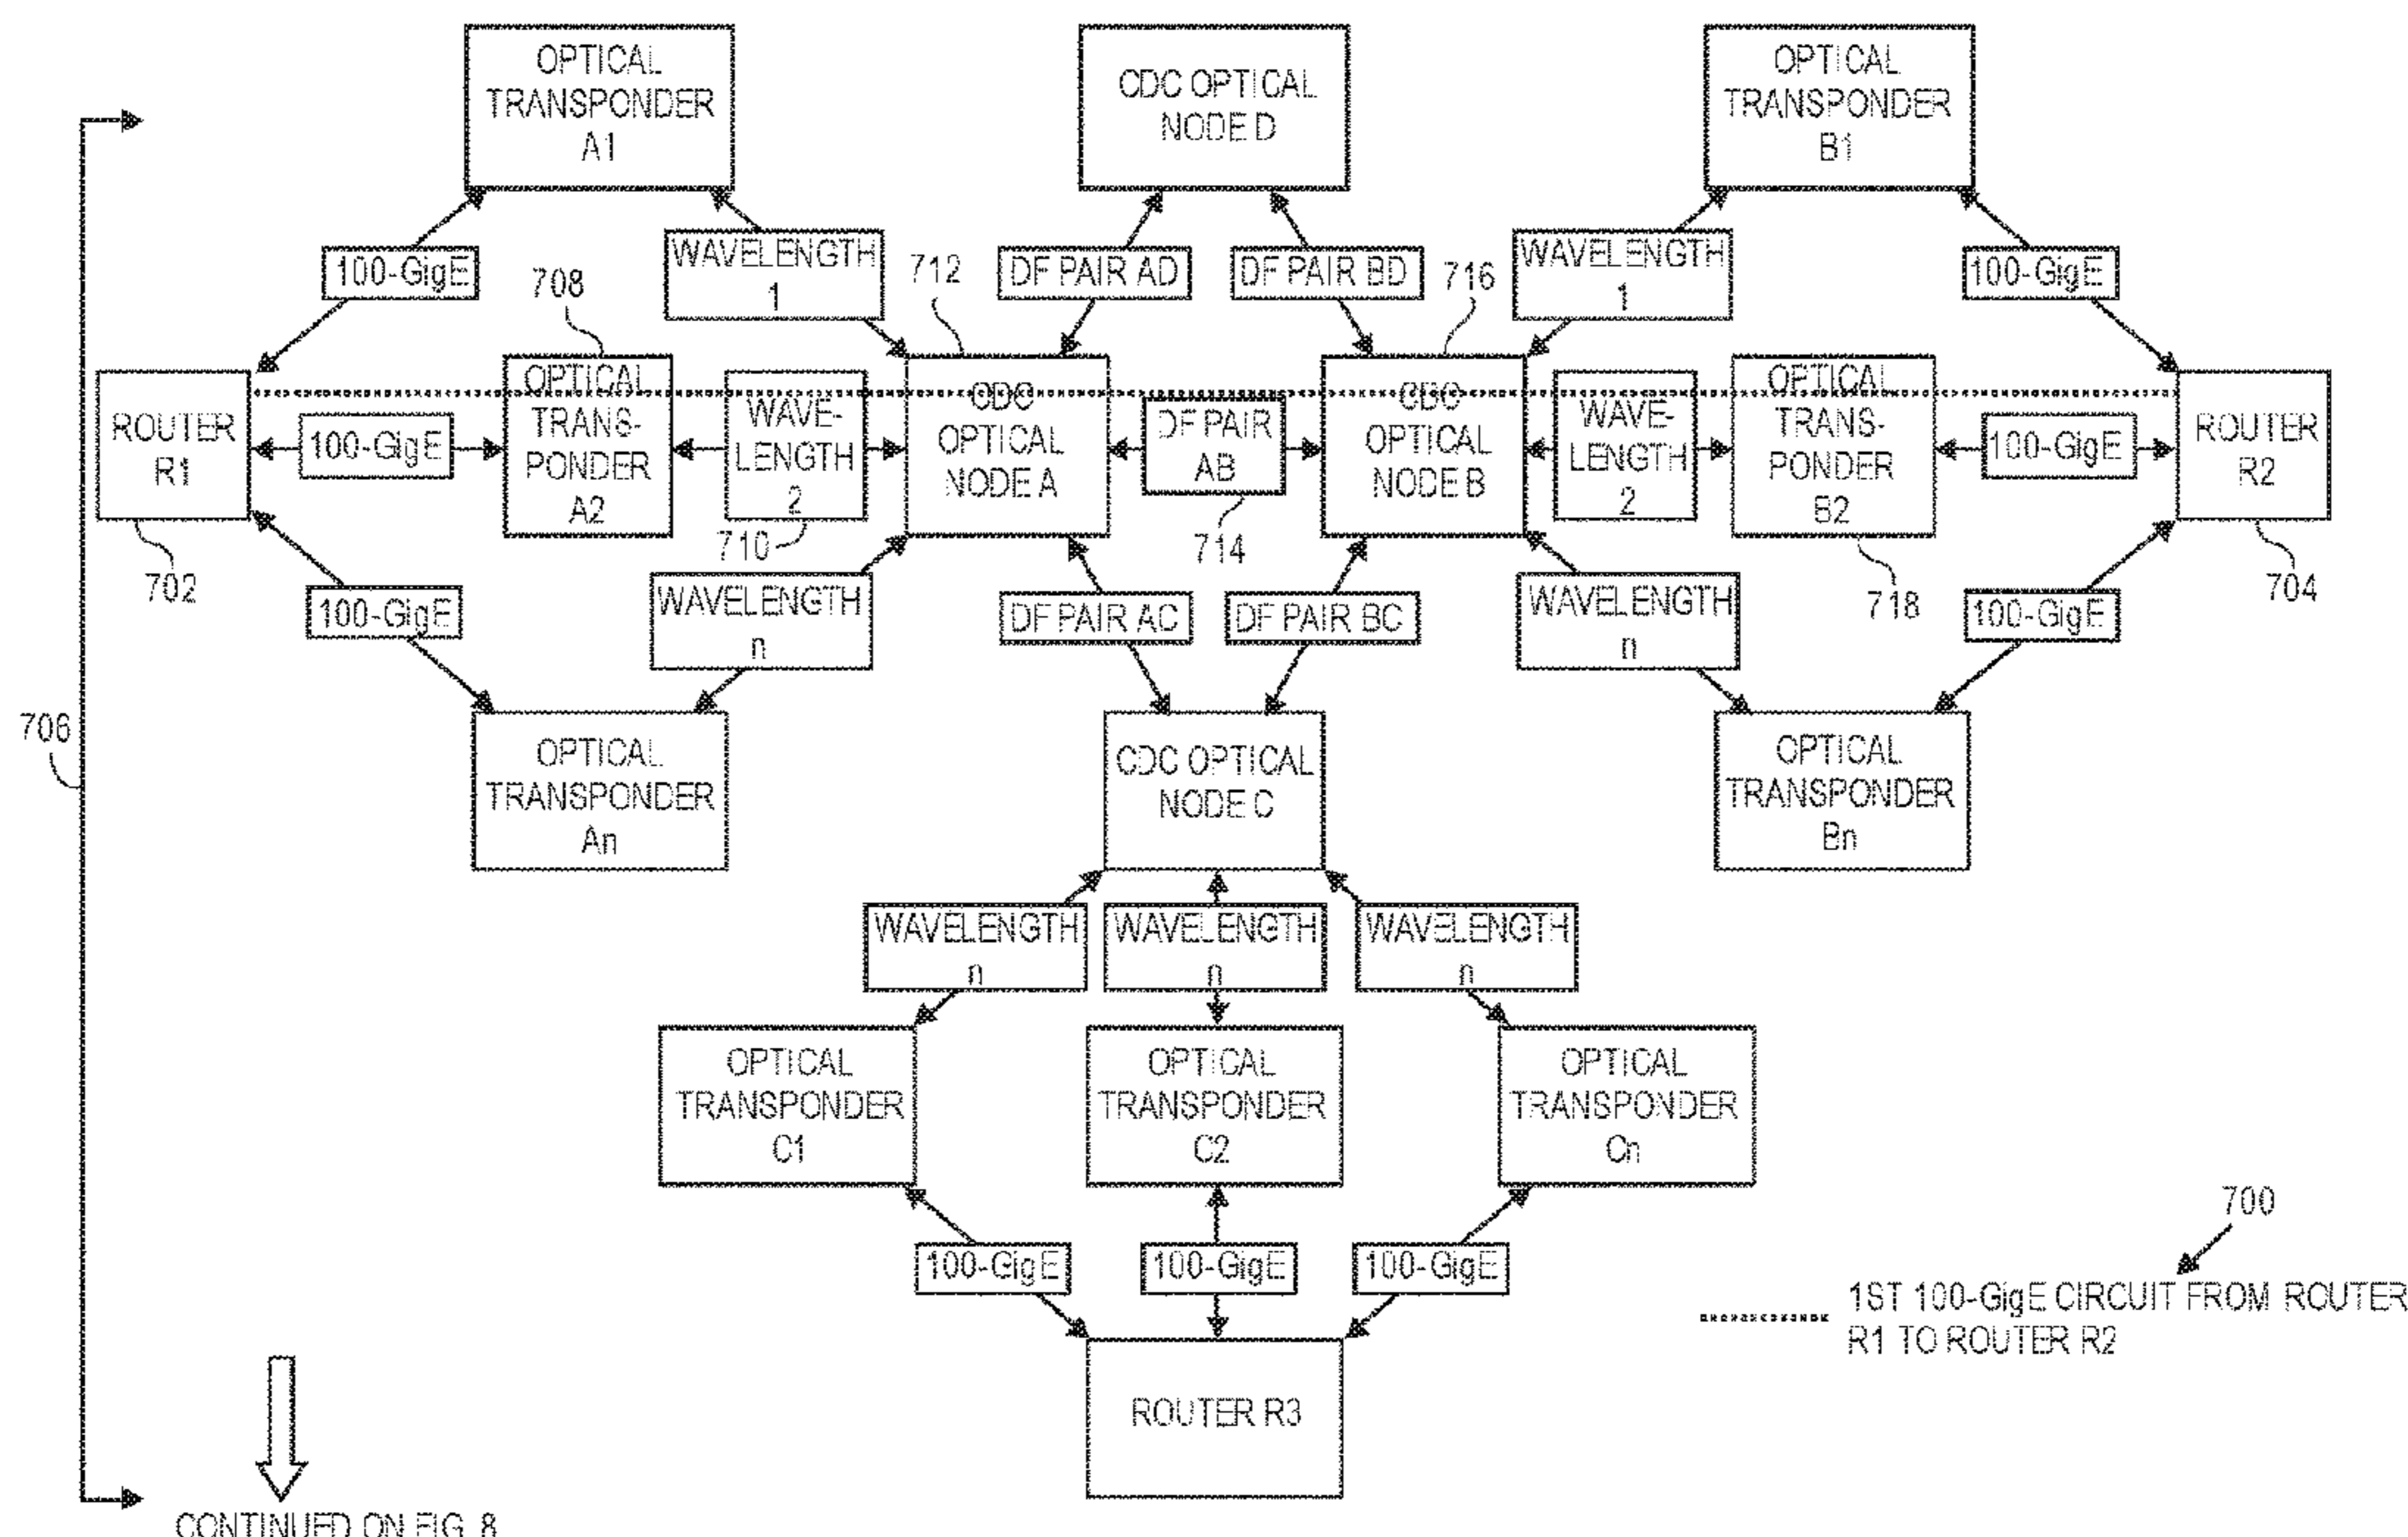 OPTICAL
TRANSPONDER
A1
CDC OPTICAL
NODE D
OPTICAL
TRANSPONDER
B1
100-GigE
WAVELENGTH
1
DF PAIR AD
DF PAIR BD
WAVELENGTH
1
100-GigE
708
712
716
ROUTER
R1
100-GigE
OPTICAL
TRANS-
PONDER
A2
WAVE-
LENGTH
2
CDC
OPTICAL
NODE A
DF PAIR
AB
CDC
OPTICAL
NODE B
WAVE-
LENGTH
2
OPTICAL
TRANS-
PONDER
B2
100-GigE
ROUTER
R2
702
710
714
718
704
100-GigE
WAVELENGTH
n
DF PAIR AC
DF PAIR BC
WAVELENGTH
n
100-GigE
706
OPTICAL
TRANSPONDER
An
CDC OPTICAL
NODE C
OPTICAL
TRANSPONDER
Bn
WAVELENGTH
n
WAVELENGTH
n
WAVELENGTH
n
OPTICAL
TRANSPONDER
C1
OPTICAL
TRANSPONDER
C2
OPTICAL
TRANSPONDER
Cn
100-GigE
100-GigE
100-GigE
700
1ST 100-GigE CIRCUIT FROM ROUTER
R1 TO ROUTER R2
ROUTER R3
CONTINUED ON FIG. 8